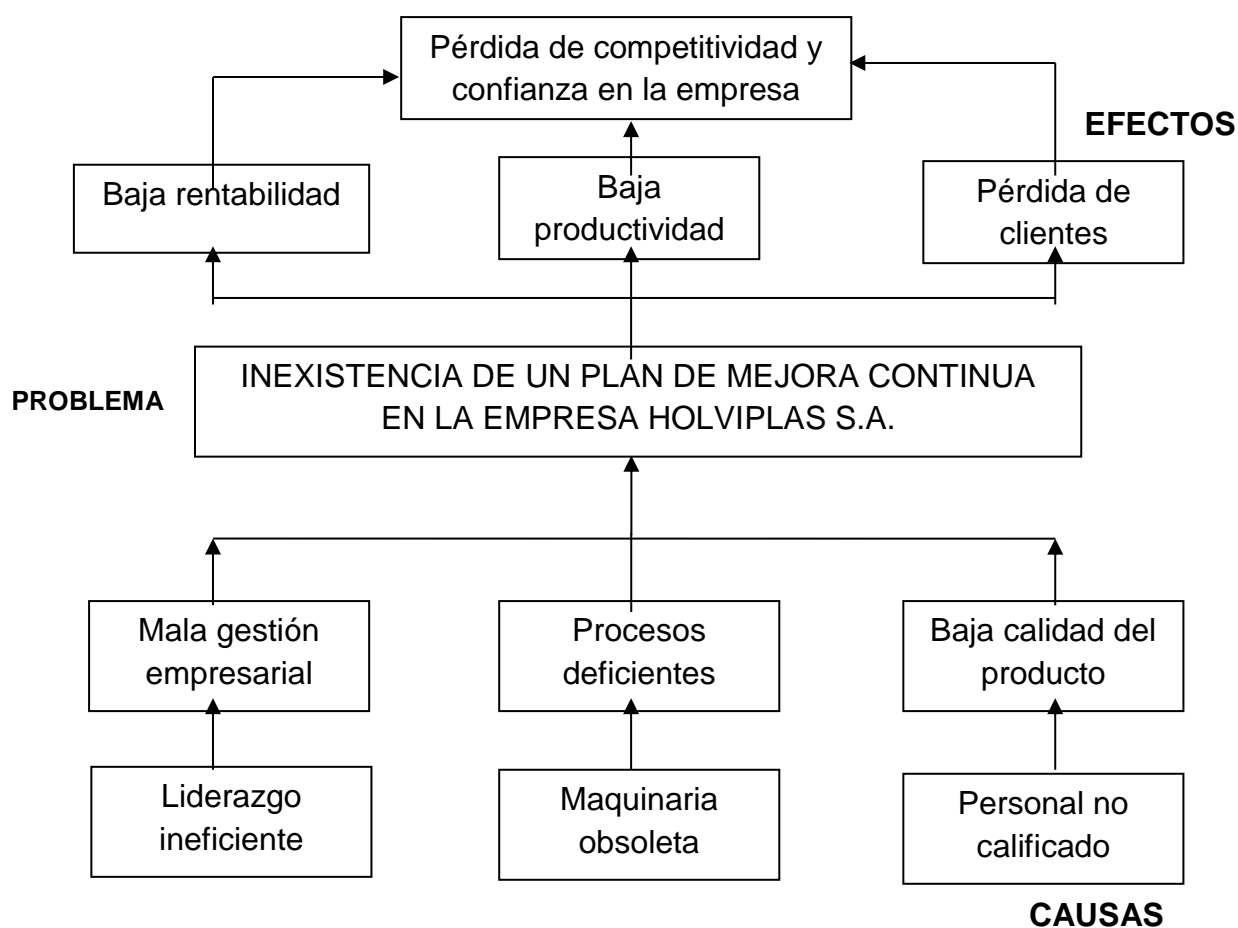 Pérdida de competitividad y
confianza en la empresa
EFECTOS
Baja rentabilidad
Baja
productividad
Pérdida de
clientes
PROBLEMA
INEXISTENCIA DE UN PLAN DE MEJORA CONTINUA
EN LA EMPRESA HOLVIPLAS S.A.
Mala gestión
empresarial
Procesos
deficientes
Baja calidad del
producto
Liderazgo
ineficiente
Maquinaria
obsoleta
Personal no
calificado
CAUSAS